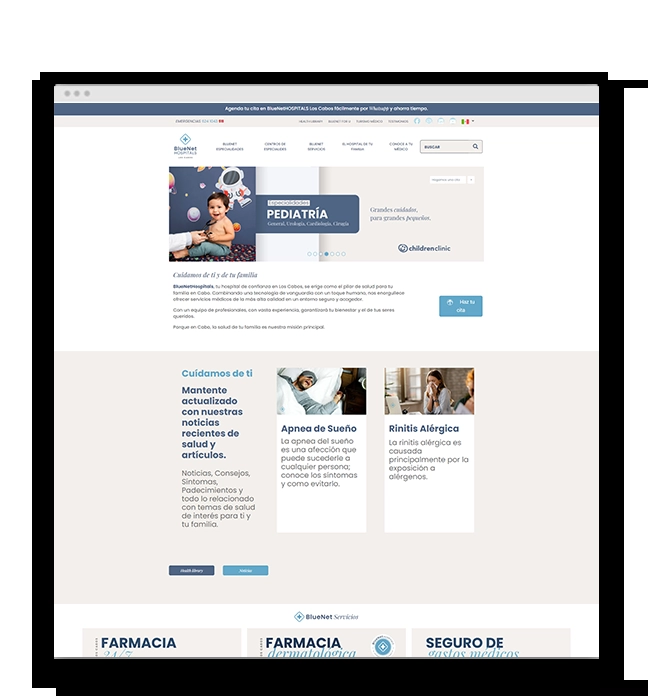 Agenda tu cita en BlueNetHOSPITALS Los Cabos fácilmente por Whatsapp y ahorra tiempo.
HEALTH LIBRARY BLUENET FOR U TURISMO MÉDICO TESTIMONIOS
BlueNet
HOSPITALS
LOS CABOS
BLUENET
ESPECIALIDADES
CENTROS DE
ESPECIALIDES
BLUENET
SERVICIOS
EL HOSPITAL DE TU
FAMILIA
CONOCE A TU
MÉDICO
BUSCAR
Especialidades
PEDIATRÍA
General, Urología, Cardiología, Cirugía
Grandes cuidados,
para grandes pequeños.
childrenclinic
Cuidamos de ti y de tu familia
BlueNetHospitals, tu hospital de confianza en Los Cabos, se erige como el pilar de salud para tu
familia en Cabo. Combinando una tecnología de vanguardia con un toque humano, nos enorgullece
ofrecer servicios médicos de la más alta calidad en un entorno seguro y acogedor.
Con un equipo de profesionales, con vasta experiencia, garantizará tu bienestar y el de tus seres
queridos.
Porque en Cabo, la salud de tu familia es nuestra misión principal.
Haz tu
cita
Cuidamos de ti
Mantente
actualizado
con nuestras
noticias
recientes de
salud y
artículos.
Noticias, Consejos,
Síntomas,
Padecimientos y
todo lo relacionado
con temas de salud
de interés para ti y
tu familia.
Apnea de Sueño
La apnea del sueño
es una afección que
puede sucederle a
cualquier persona;
conoce los síntomas
y como evitarlo.
Rinitis Alérgica
La rinitis alérgica es
causada
principalmente por la
exposición a
alérgenos.
Health library
Noticias
BlueNet Servicios
FARMACIA
24/7
FARMACIA
dermatológica
SEGURO DE
gastos médicos